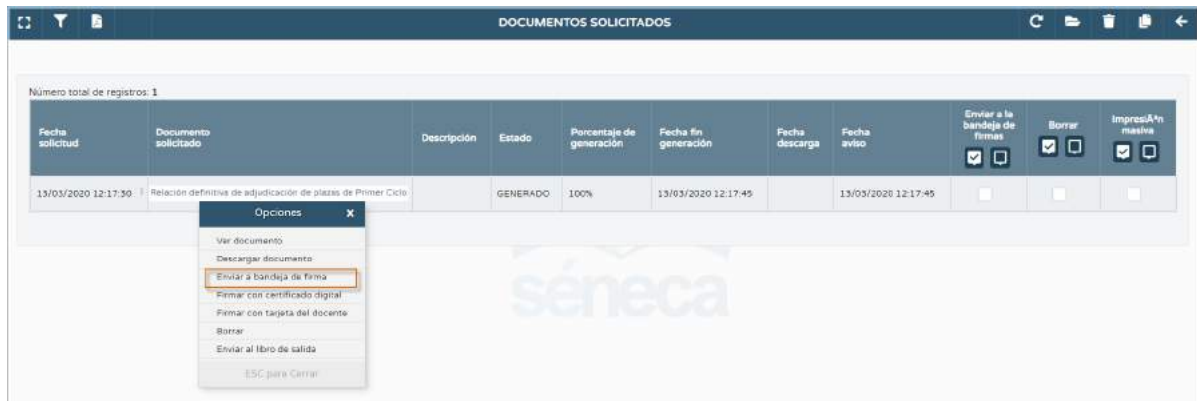 DOCUMENTOS SOLICITADOS
Número total de registros: 1
Fecha solicitud
Documento solicitado
Descripción
Estado
Porcentaje de generación
Fecha fin generación
Fecha descarga
Fecha aviso
Enviar a la bandeja de firmas
Borrar
ImpresiÃ³n masiva
13/03/2020 12:17:30
Relación definitiva de adjudicación de plazas de Primer Ciclo
GENERADO
100%
13/03/2020 12:17:45
13/03/2020 12:17:45
Opciones
X
Ver documento
Descargar documento
Enviar a bandeja de firma
Firmar con certificado digital
Firmar con tarjeta del docente
Borrar
Enviar al libro de salida
ESC para Cerrar
séneca